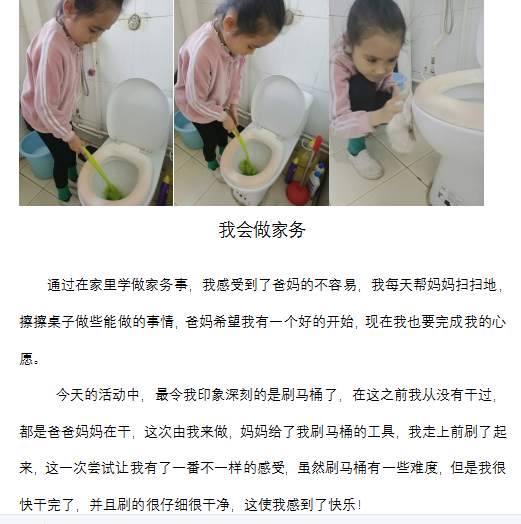 我会做家务
通过在家里学做家务事，我感受到了爸妈的不容易，我每天帮妈妈扫扫地，
擦擦桌子做些能做的事情，爸妈希望我有一个好的开始，现在我也要完成我的心
愿。
今天的活动中，最令我印象深刻的是刷马桶了，在这之前我从没有干过，
都是爸爸妈妈在干，这次由我来做，妈妈给了我刷马桶的工具，我走上前刷了起
来，这一次尝试让我有了一番不一样的感受，虽然刷马桶有一些难度，但是我很
快干完了，并且刷的很仔细很干净，这使我感到了快乐！